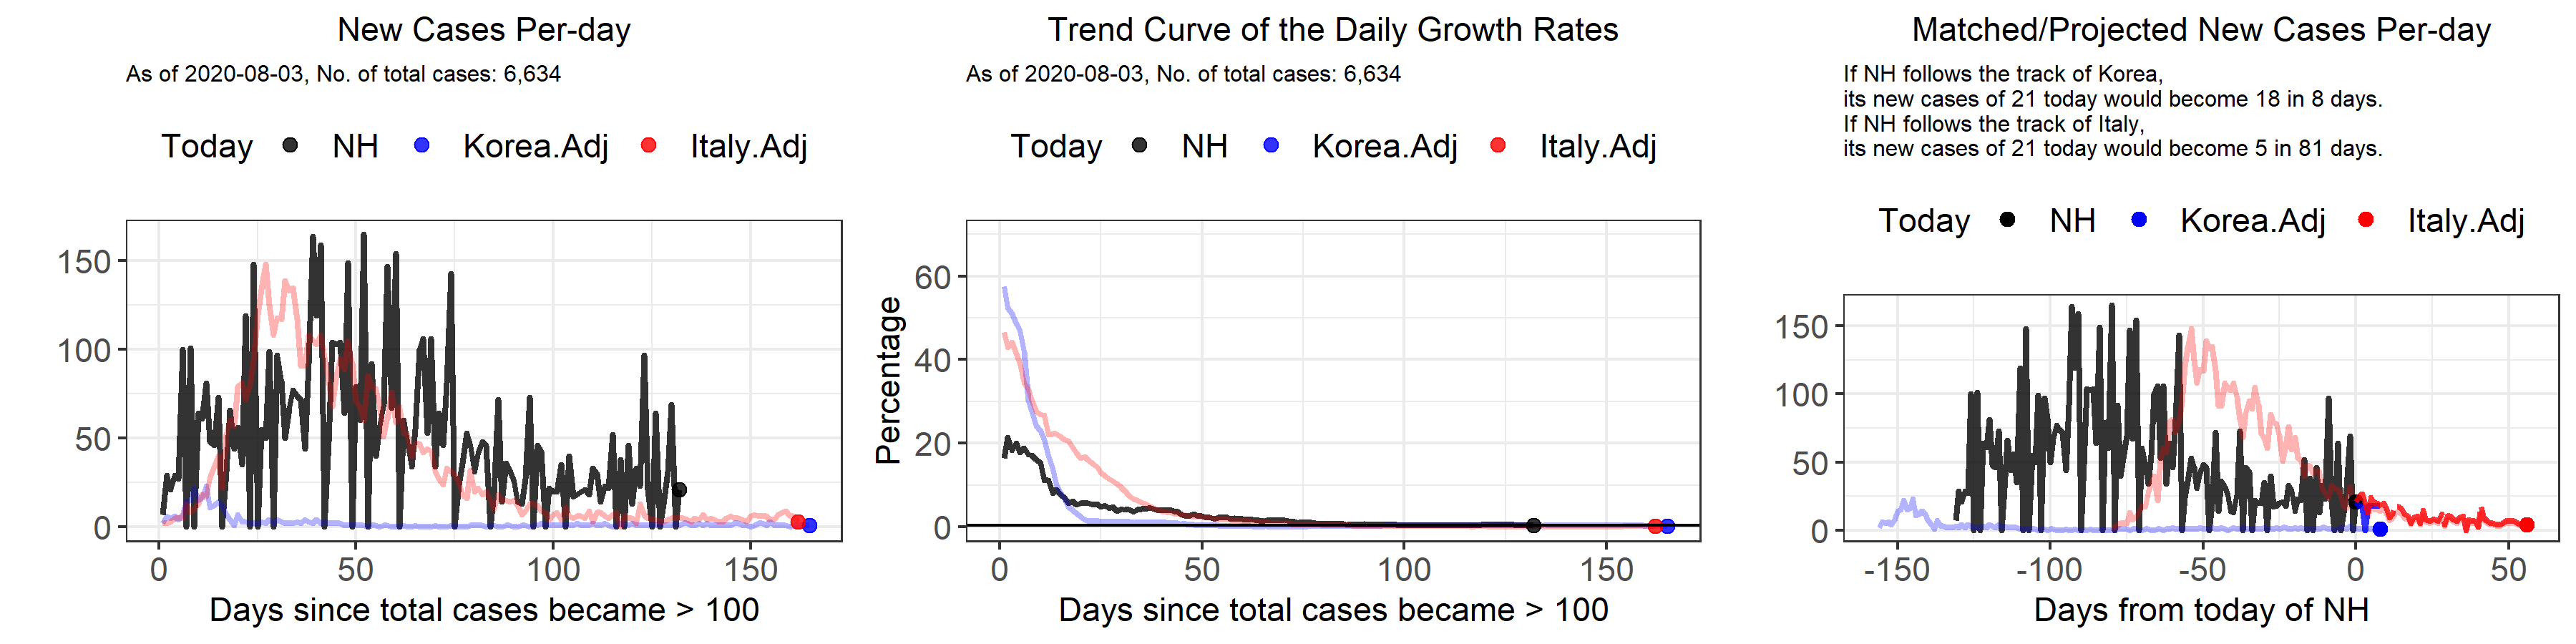 New Cases Per-day
As of 2020-08-03, No. of total cases: 6,634
Today NH Korea.Adj Italy.Adj
150
100
50
0
0 50 100 150
Days since total cases became > 100
Trend Curve of the Daily Growth Rates
As of 2020-08-03, No. of total cases: 6,634
Today NH Korea.Adj Italy.Adj
Percentage
60
40
20
0
0 50 100 150
Days since total cases became > 100
Matched/Projected New Cases Per-day
If NH follows the track of Korea,
its new cases of 21 today would become 18 in 8 days.
If NH follows the track of Italy,
its new cases of 21 today would become 5 in 81 days.
Today NH Korea.Adj Italy.Adj
150
100
50
0
-150 -100 -50 0 50
Days from today of NH